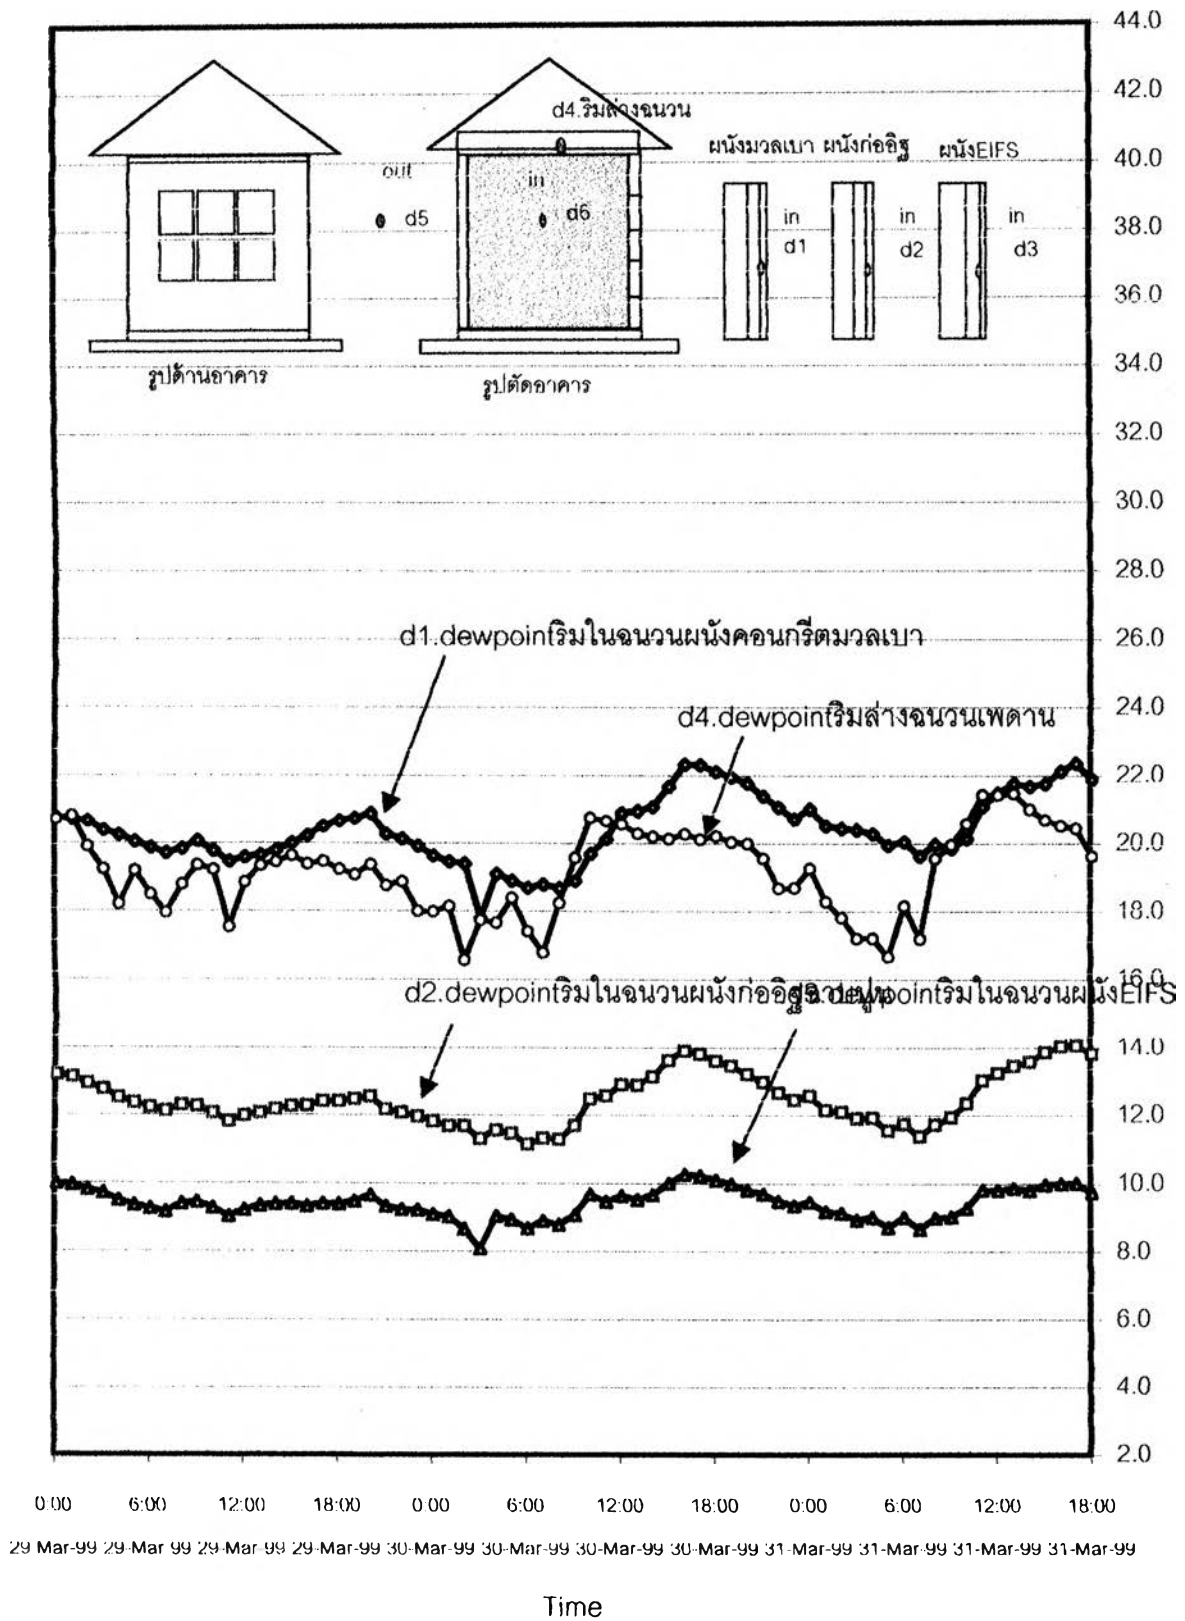 44.0
42.0
40.0
38.0
36.0
34.0
32.0
30.0
28.0
26.0
24.0
22.0
20.0
18.0
16.0
14.0
12.0
10.0
8.0
6.0
4.0
2.0
d4.ริมล่างฉนวน
out
d5
in
d6
ผนังมวลเบา ผนังก่ออิฐ ผนังEIFS
in
d1
in
d2
in
d3
รูปด้านอาคาร
รูปตัดอาคาร
d1.dewpointริมในฉนวนผนังคอนกรีตมวลเบา
d4.dewpointริมล่างฉนวนเพดาน
d2.dewpointริมในฉนวนผนังก่ออิฐฉาบปูน
d3.dewpointริมในฉนวนผนังEIFS
0:00 6:00 12:00 18:00 0:00 6:00 12:00 18:00 0:00 6:00 12:00 18:00
29-Mar-99 29-Mar-99 29-Mar-99 29-Mar-99 30-Mar-99 30-Mar-99 30-Mar-99 30-Mar-99 31-Mar-99 31-Mar-99 31-Mar-99 31-Mar-99
Time